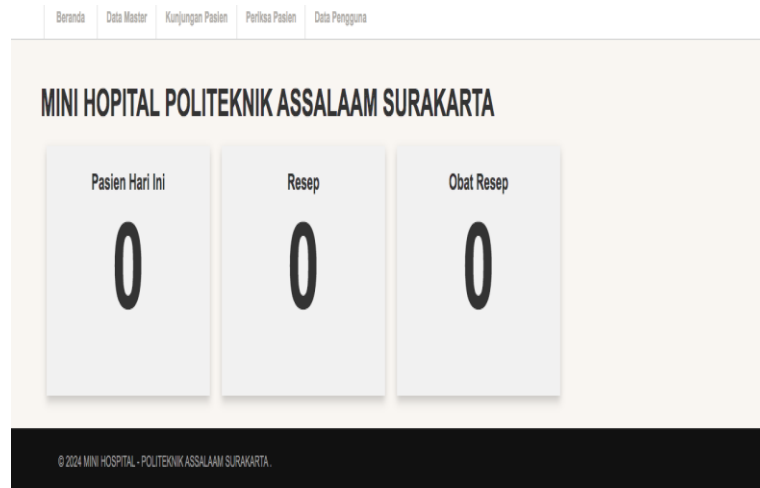 Beranda Data Master Kunjungan Pasien Periksa Pasien Data Pengguna
MINI HOPITAL POLITEKNIK ASSALAAM SURAKARTA
Pasien Hari Ini Resep Obat Resep
0 0 0
© 2024 MINI HOSPITAL - POLITEKNIK ASSALAAM SURAKARTA .